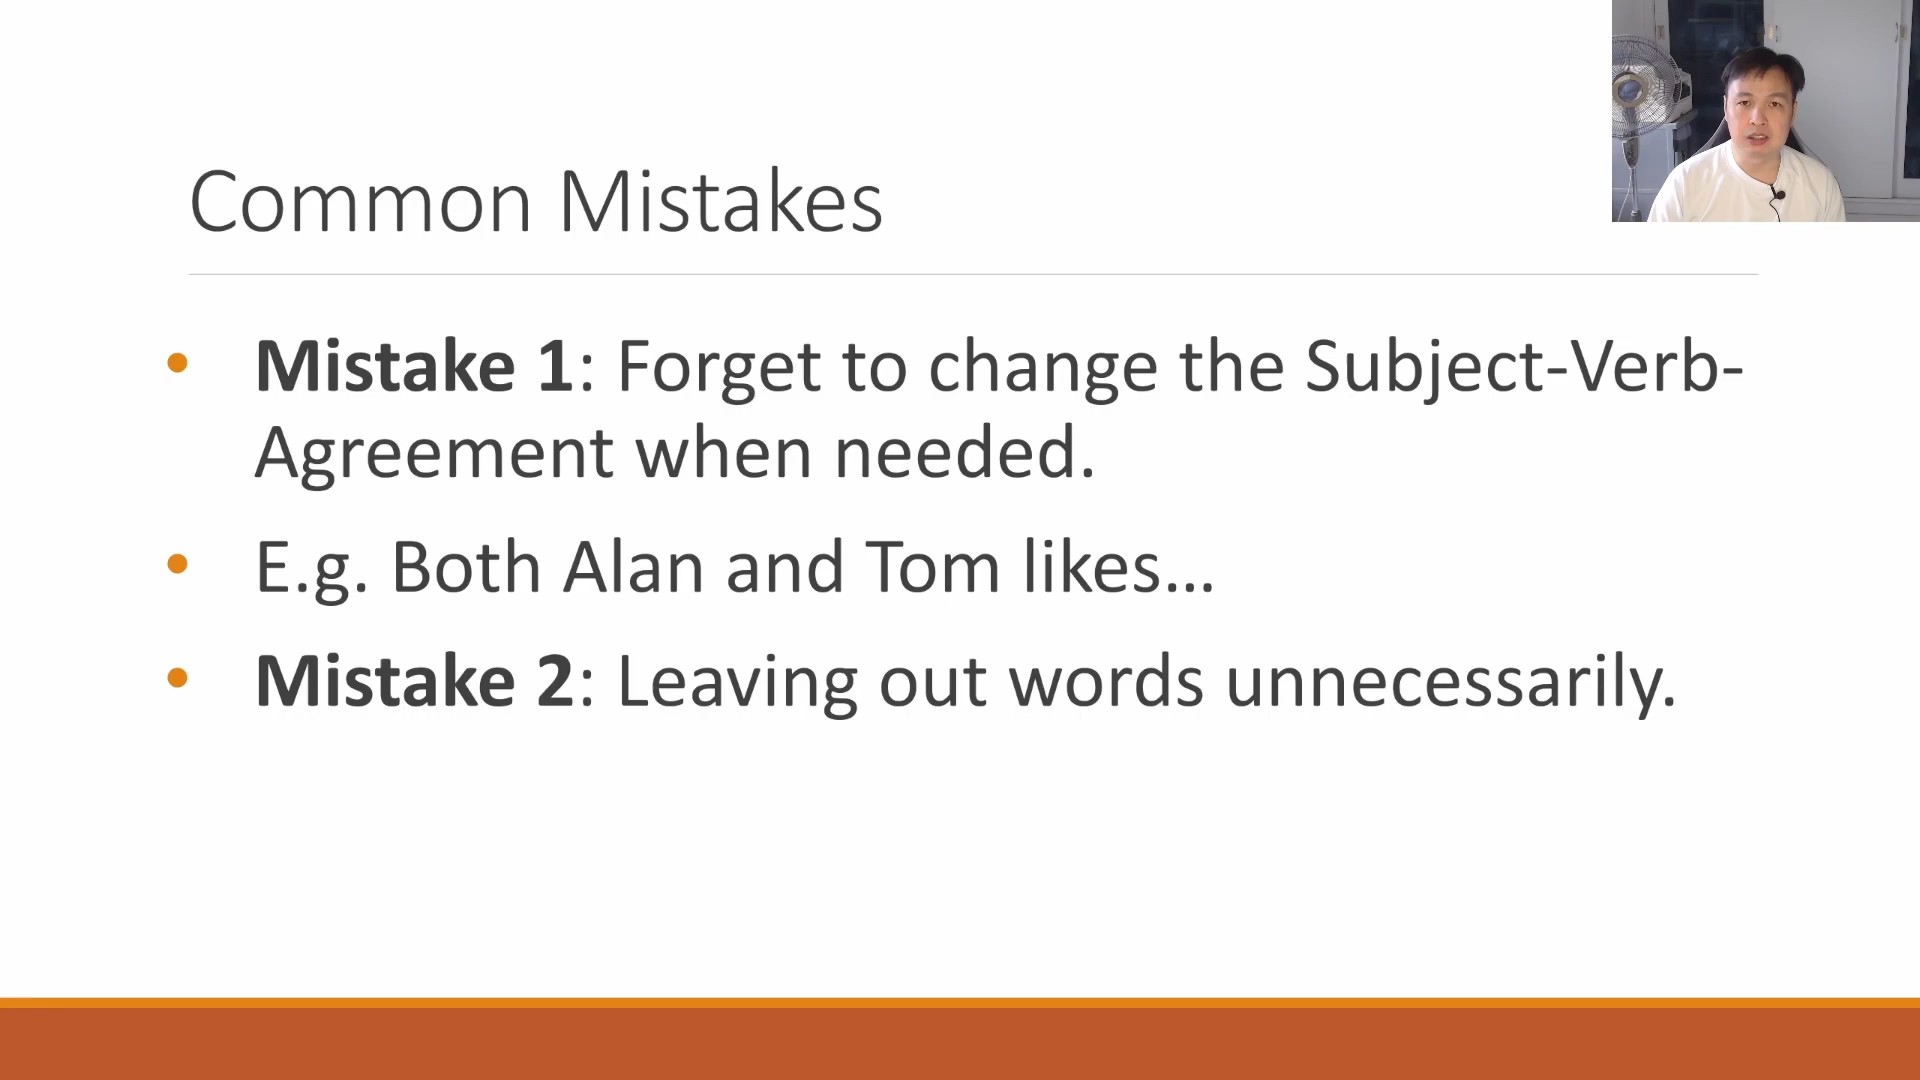 Common Mistakes
• Mistake 1: Forget to change the Subject-Verb-
Agreement when needed.
• E.g. Both Alan and Tom likes…
• Mistake 2: Leaving out words unnecessarily.